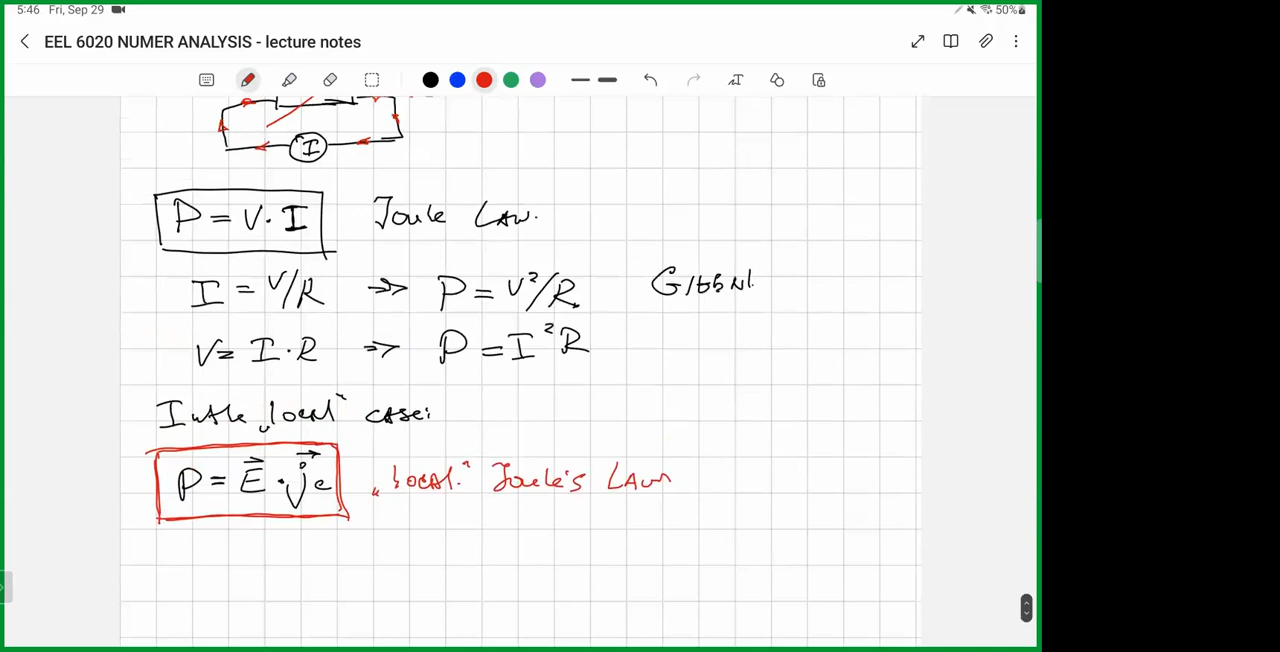 5:46 Fri, Sep 29
50%
EEL 6020 NUMER ANALYSIS - lecture notes
I
P = V · I Joule Law.
I = V/R => P = V²/R
V = I · R => P = I²R
In the „local" case:
P = E⃗ · j⃗e „local" Joule's Law